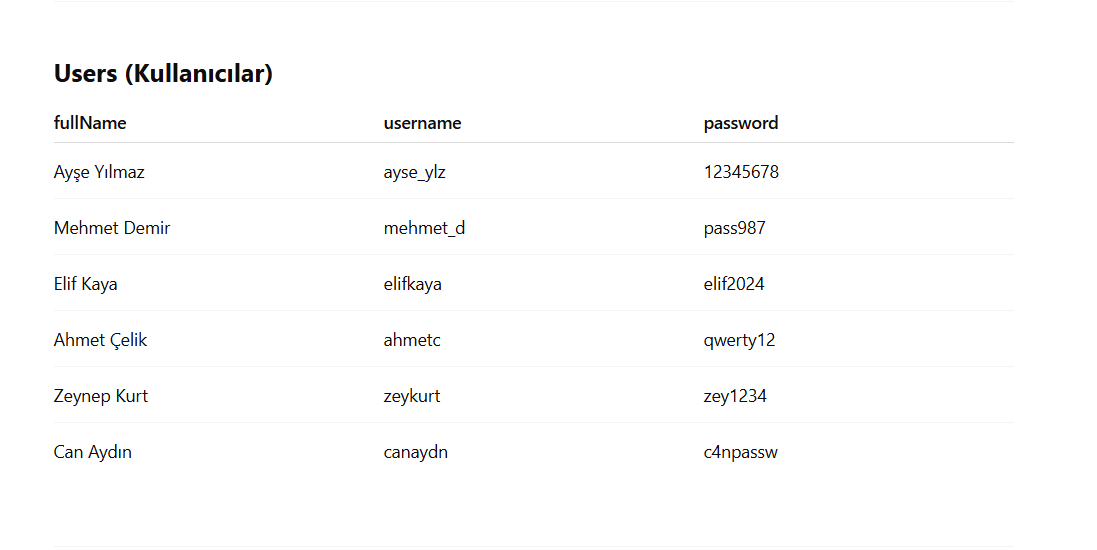 Users (Kullanıcılar)
fullName username password
Ayşe Yılmaz ayse_ylz 12345678
Mehmet Demir mehmet_d pass987
Elif Kaya elifkaya elif2024
Ahmet Çelik ahmetc qwerty12
Zeynep Kurt zeykurt zey1234
Can Aydın canaydn c4npassw